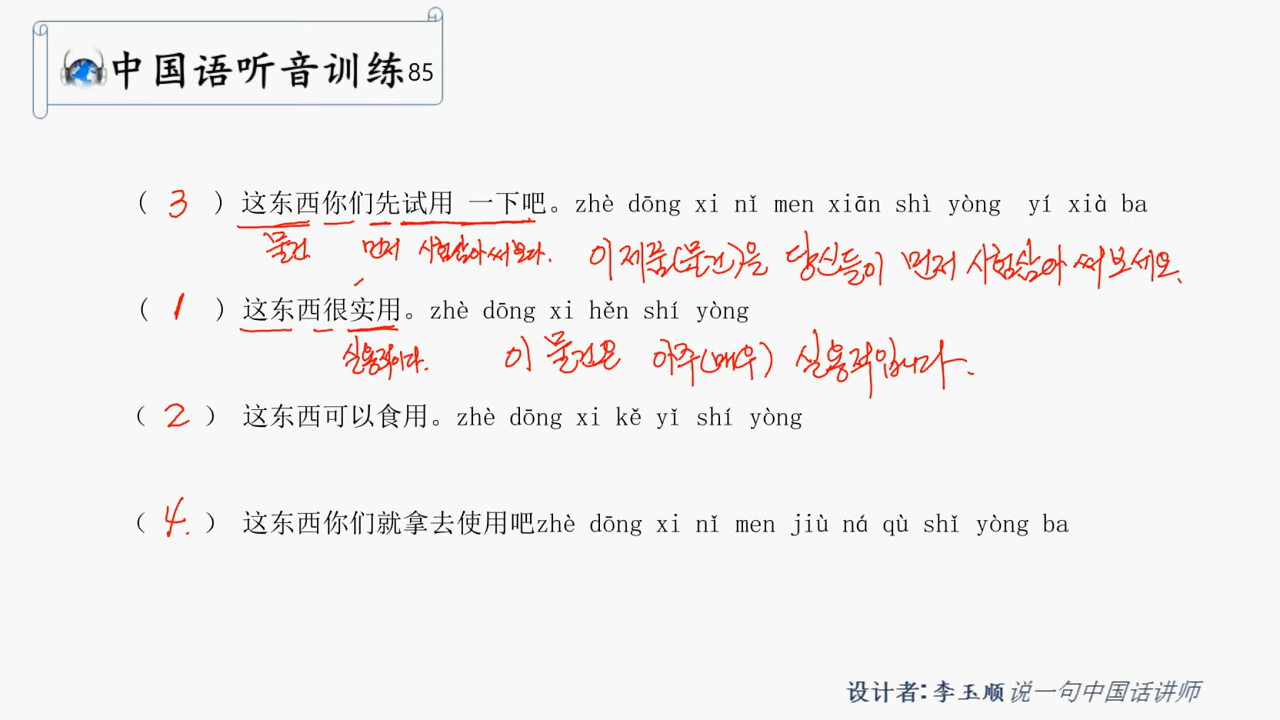 中国语听音训练85
( 3 ) 这东西你们先试用 一下吧。zhè dōng xi nǐ men xiān shì yòng yí xià ba
물건 먼저 시험삼아 써보다. 이 제품(물건)을 당신들이 먼저 시험삼아 써 보세요.
( 1 ) 这东西很实用。zhè dōng xi hěn shí yòng
실용적이다. 이 물건은 아주(매우) 실용적입니다.
( 2 ) 这东西可以食用。zhè dōng xi kě yǐ shí yòng
( 4. ) 这东西你们就拿去使用吧zhè dōng xi nǐ men jiù ná qù shǐ yòng ba
设计者:李玉顺 说一句中国话讲师